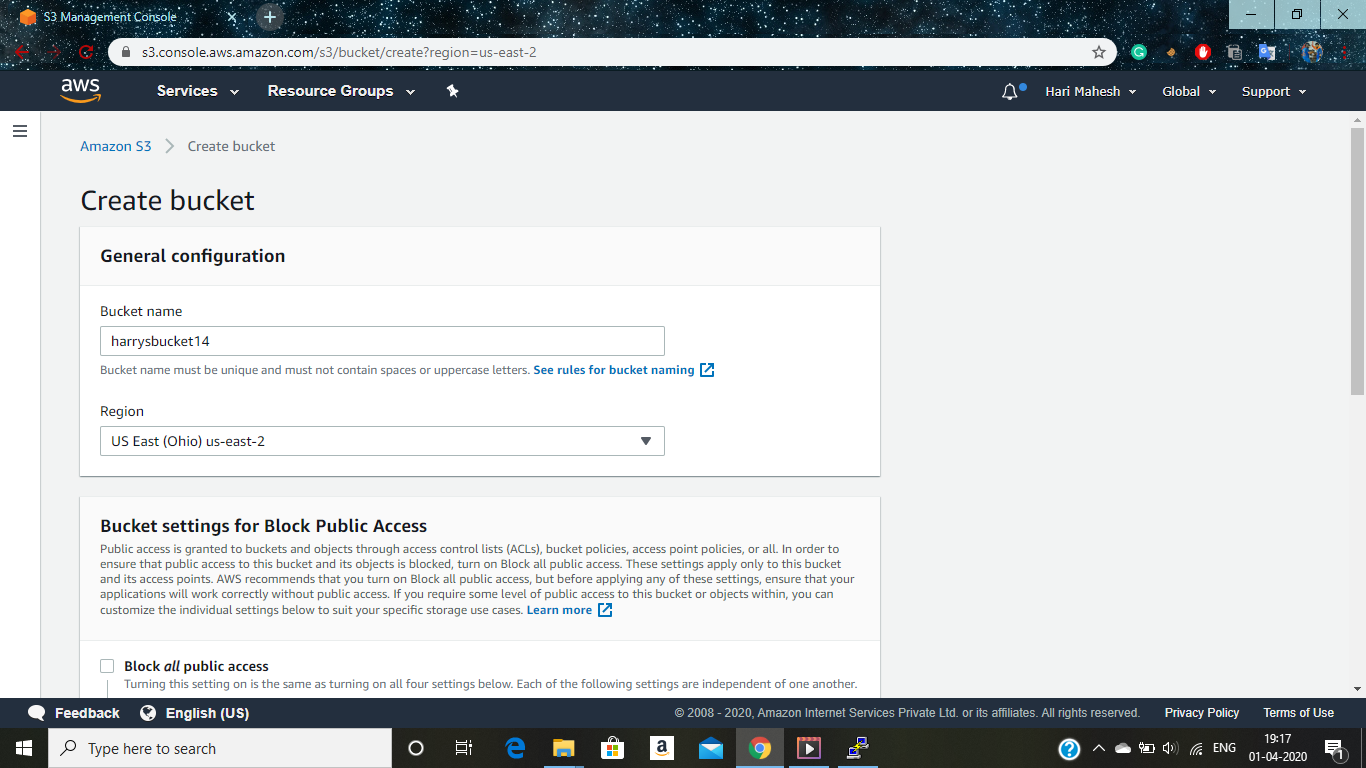 S3 Management Console
s3.console.aws.amazon.com/s3/bucket/create?region=us-east-2
aws
Services
Resource Groups
Hari Mahesh
Global
Support
Amazon S3
Create bucket
Create bucket
General configuration
Bucket name
harrysbucket14
Bucket name must be unique and must not contain spaces or uppercase letters. See rules for bucket naming
Region
US East (Ohio) us-east-2
Bucket settings for Block Public Access
Public access is granted to buckets and objects through access control lists (ACLs), bucket policies, access point policies, or all. In order to
ensure that public access to this bucket and its objects is blocked, turn on Block all public access. These settings apply only to this bucket
and its access points. AWS recommends that you turn on Block all public access, but before applying any of these settings, ensure that your
applications will work correctly without public access. If you require some level of public access to this bucket or objects within, you can
customize the individual settings below to suit your specific storage use cases. Learn more
Block all public access
Turning this setting on is the same as turning on all four settings below. Each of the following settings are independent of one another.
Feedback
English (US)
© 2008 - 2020, Amazon Internet Services Private Ltd. or its affiliates. All rights reserved.
Privacy Policy
Terms of Use
Type here to search
ENG
19:17
01-04-2020
1